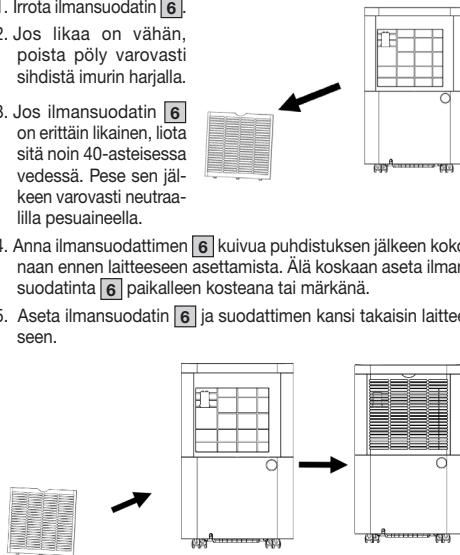 1. Irrota ilmansuodatin 6.
2. Jos likaa on vähän,
poista pöly varovasti
sihdistä imurin harjalla.
3. Jos ilmansuodatin 6
on erittäin likainen, liota
sitä noin 40-asteisessa
vedessä. Pese sen jäl-
keen varovasti neutraa-
lilla pesuaineella.
4. Anna ilmansuodattimen 6 kuivua puhdistuksen jälkeen koko-
naan ennen laitteeseen asettamista. Älä koskaan aseta ilman-
suodatinta 6 paikalleen kosteana tai märkänä.
5. Aseta ilmansuodatin 6 ja suodattimen kansi takaisin laittee-
seen.